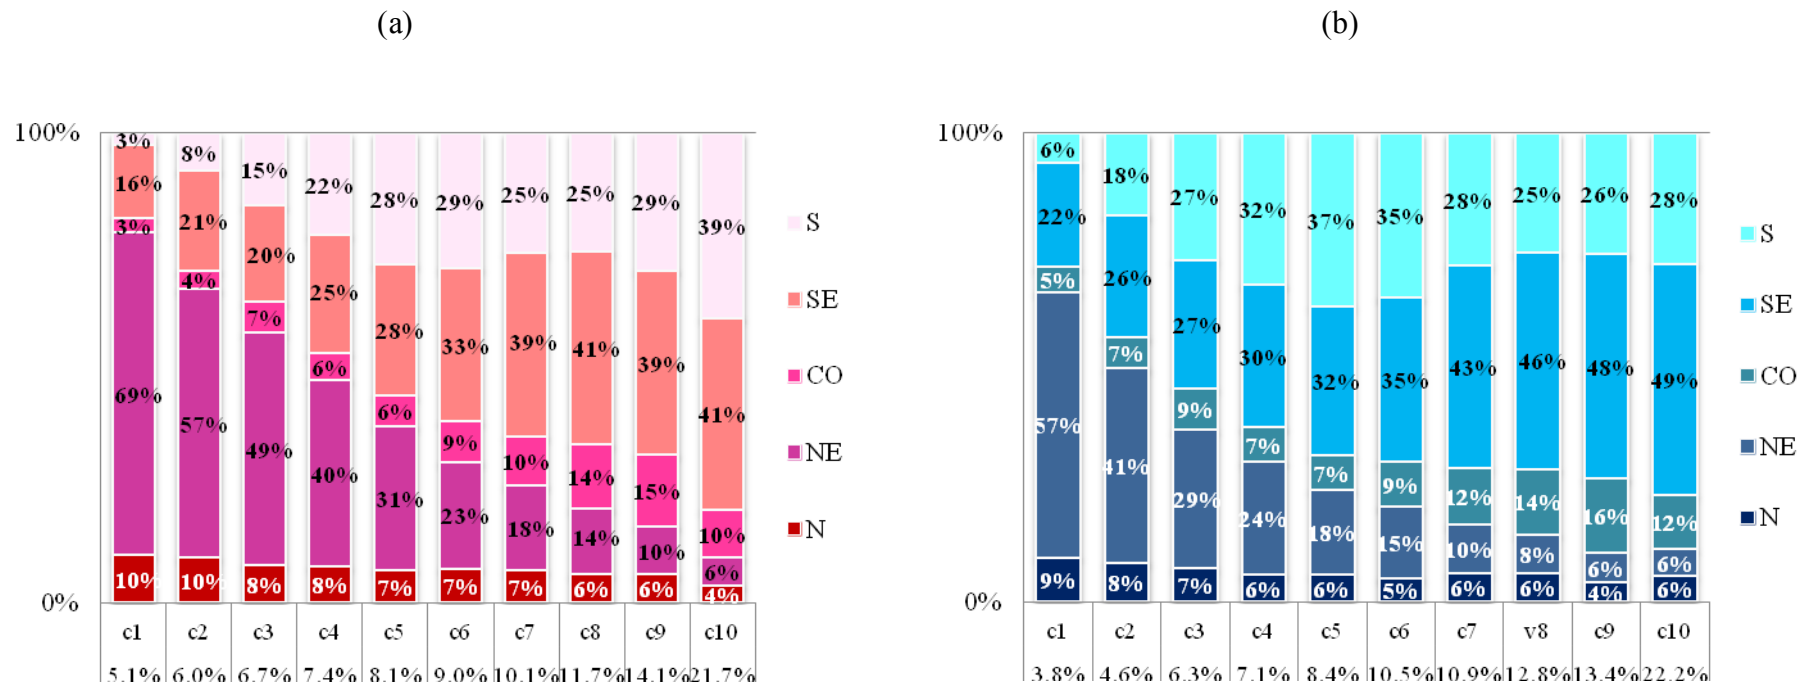 (a) (b)
100% 3% 8% 15% 22% 28% 29% 25% 25% 29% 39% S
16% 21% 20% 25% 28% 33% 39% 41% 39% 41% SE
3% 4% 7% 6% 6% 9% 10% 14% 15% 10% CO
69% 57% 49% 40% 31% 23% 18% 14% 10% 6% NE
10% 10% 8% 8% 7% 7% 7% 6% 6% 4% N
0%
c1 c2 c3 c4 c5 c6 c7 c8 c9 c10
5.1% 6.0% 6.7% 7.4% 8.1% 9.0% 10.1% 11.7% 14.1% 21.7%
100% 6% 18% 27% 32% 37% 35% 28% 25% 26% 28% S
22% 26% 27% 30% 32% 35% 43% 46% 48% 49% SE
5% 7% 9% 7% 7% 9% 12% 14% 16% 12% CO
57% 41% 29% 24% 18% 15% 10% 8% 6% 6% NE
9% 8% 7% 6% 6% 5% 6% 6% 4% 6% N
0%
c1 c2 c3 c4 c5 c6 c7 v8 c9 c10
3.8% 4.6% 6.3% 7.1% 8.4% 10.5% 10.9% 12.8% 13.4% 22.2%